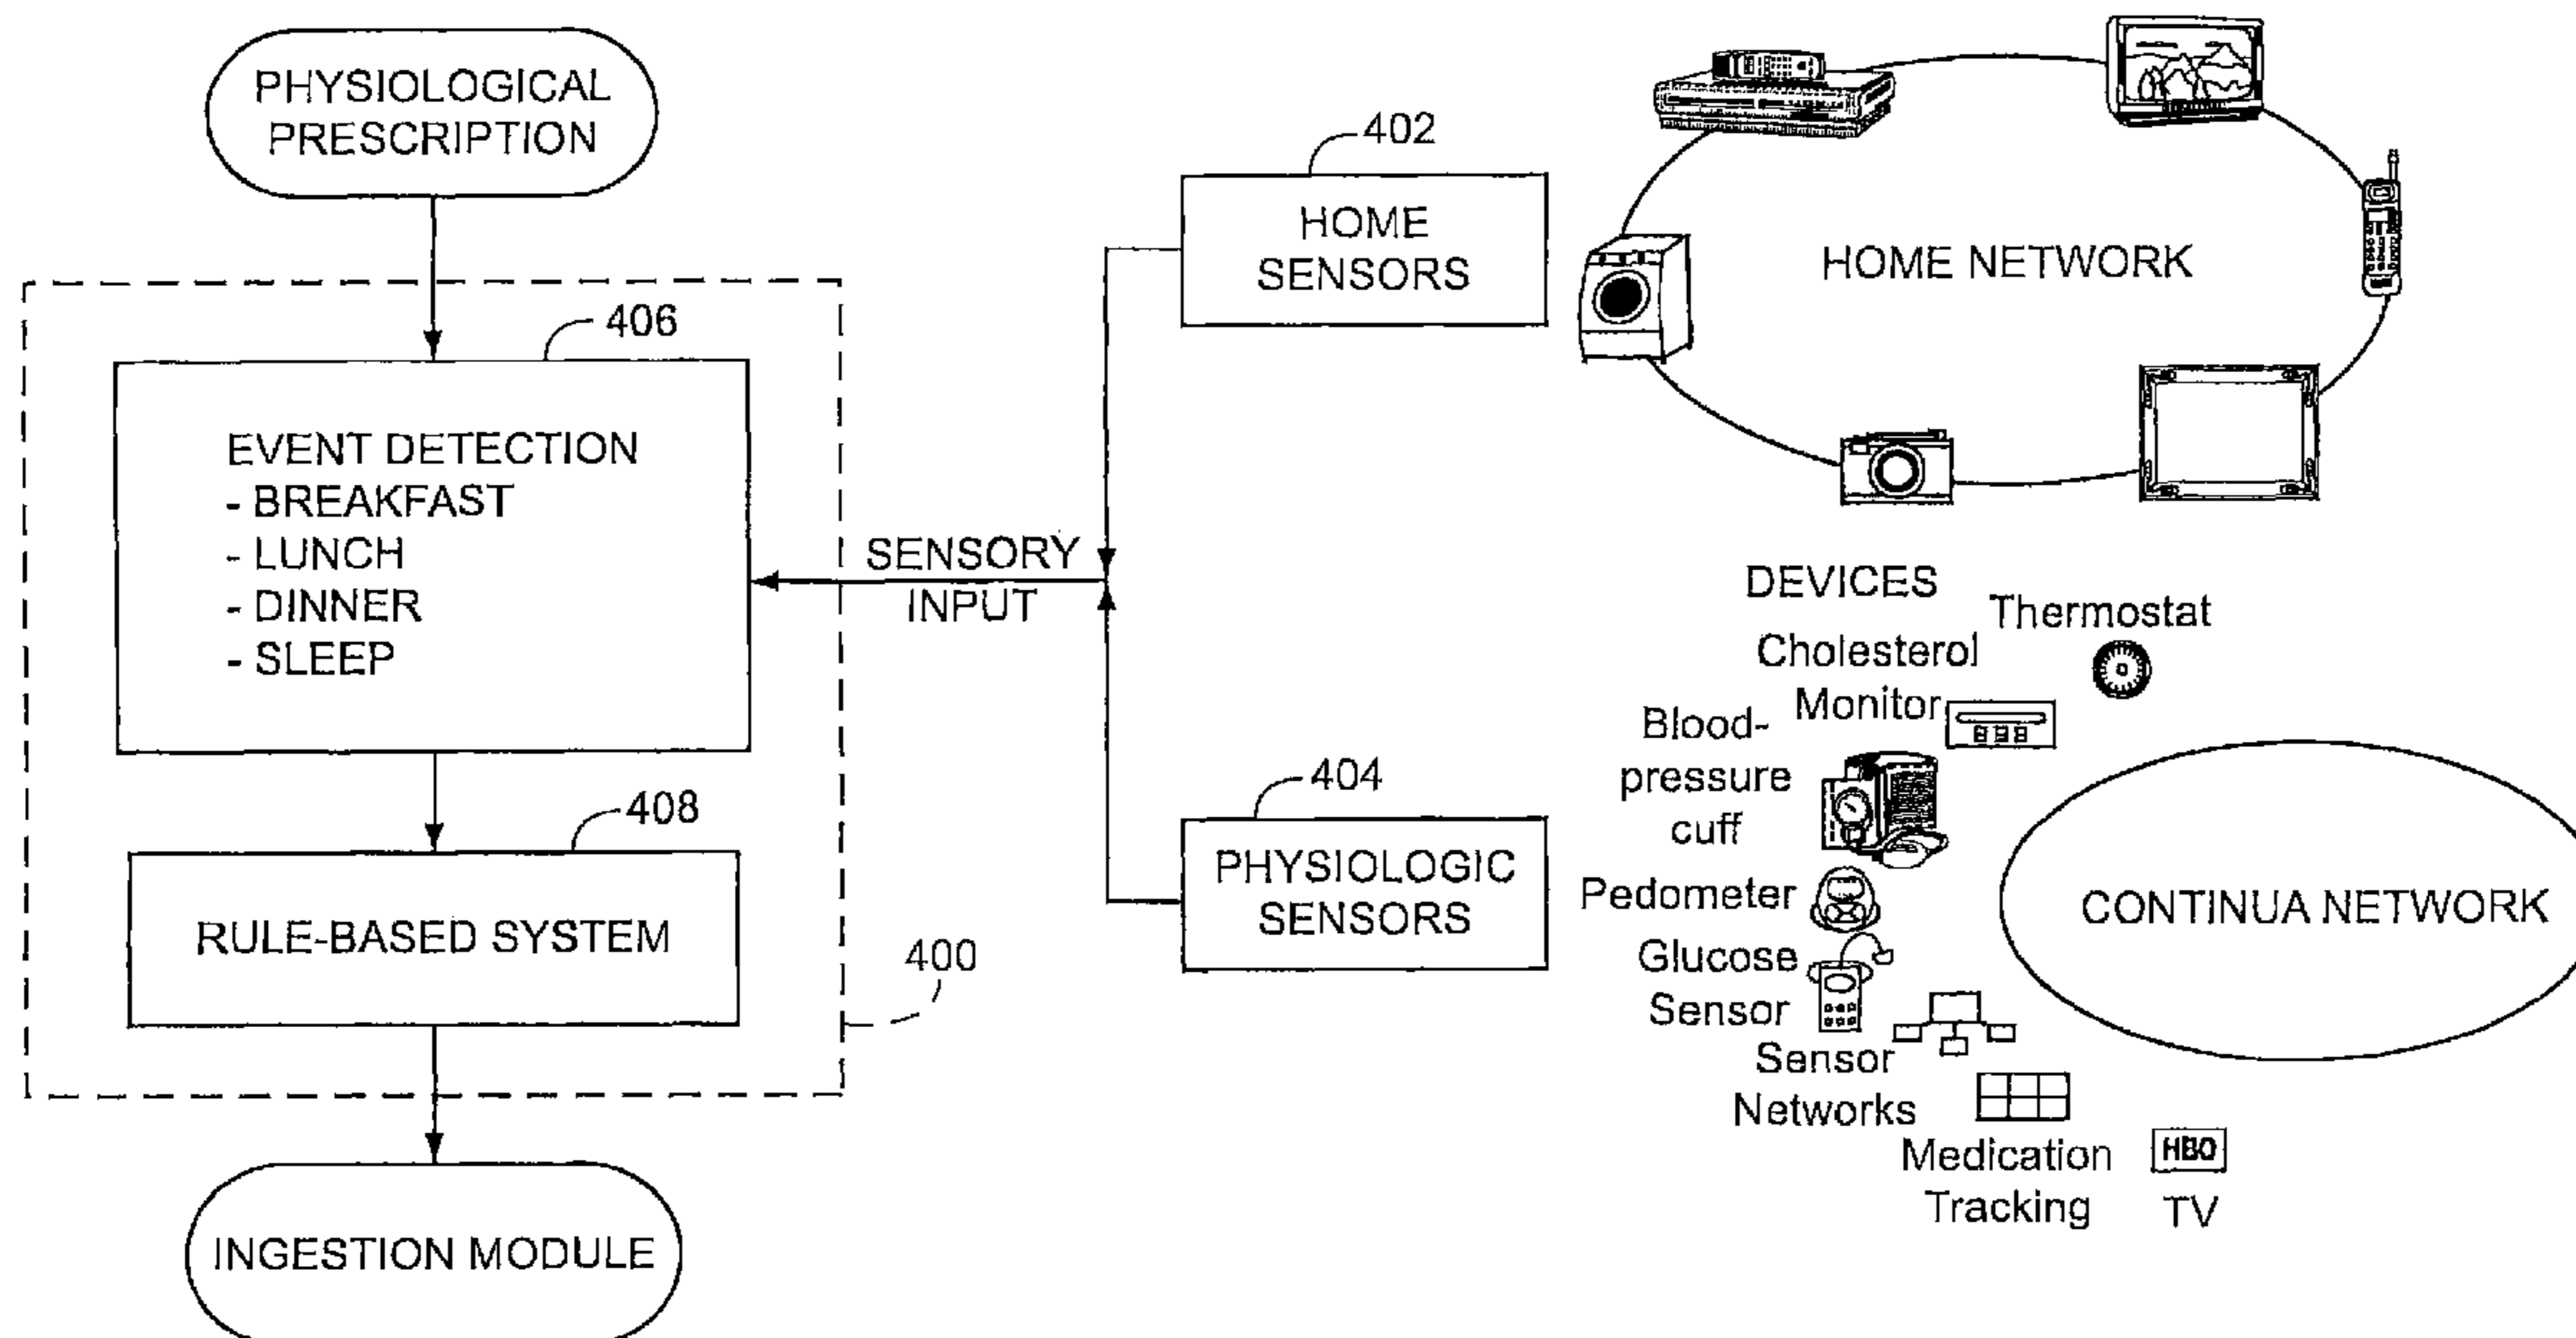 PHYSIOLOGICAL
PRESCRIPTION
406
EVENT DETECTION
- BREAKFAST
- LUNCH
- DINNER
- SLEEP
408
RULE-BASED SYSTEM
400
INGESTION MODULE
SENSORY
INPUT
402
HOME
SENSORS
404
PHYSIOLOGIC
SENSORS
HOME NETWORK
DEVICES
Thermostat
Cholesterol
Monitor
Blood-
pressure
cuff
Pedometer
Glucose
Sensor
Sensor
Networks
Medication
Tracking
HBO
TV
CONTINUA NETWORK